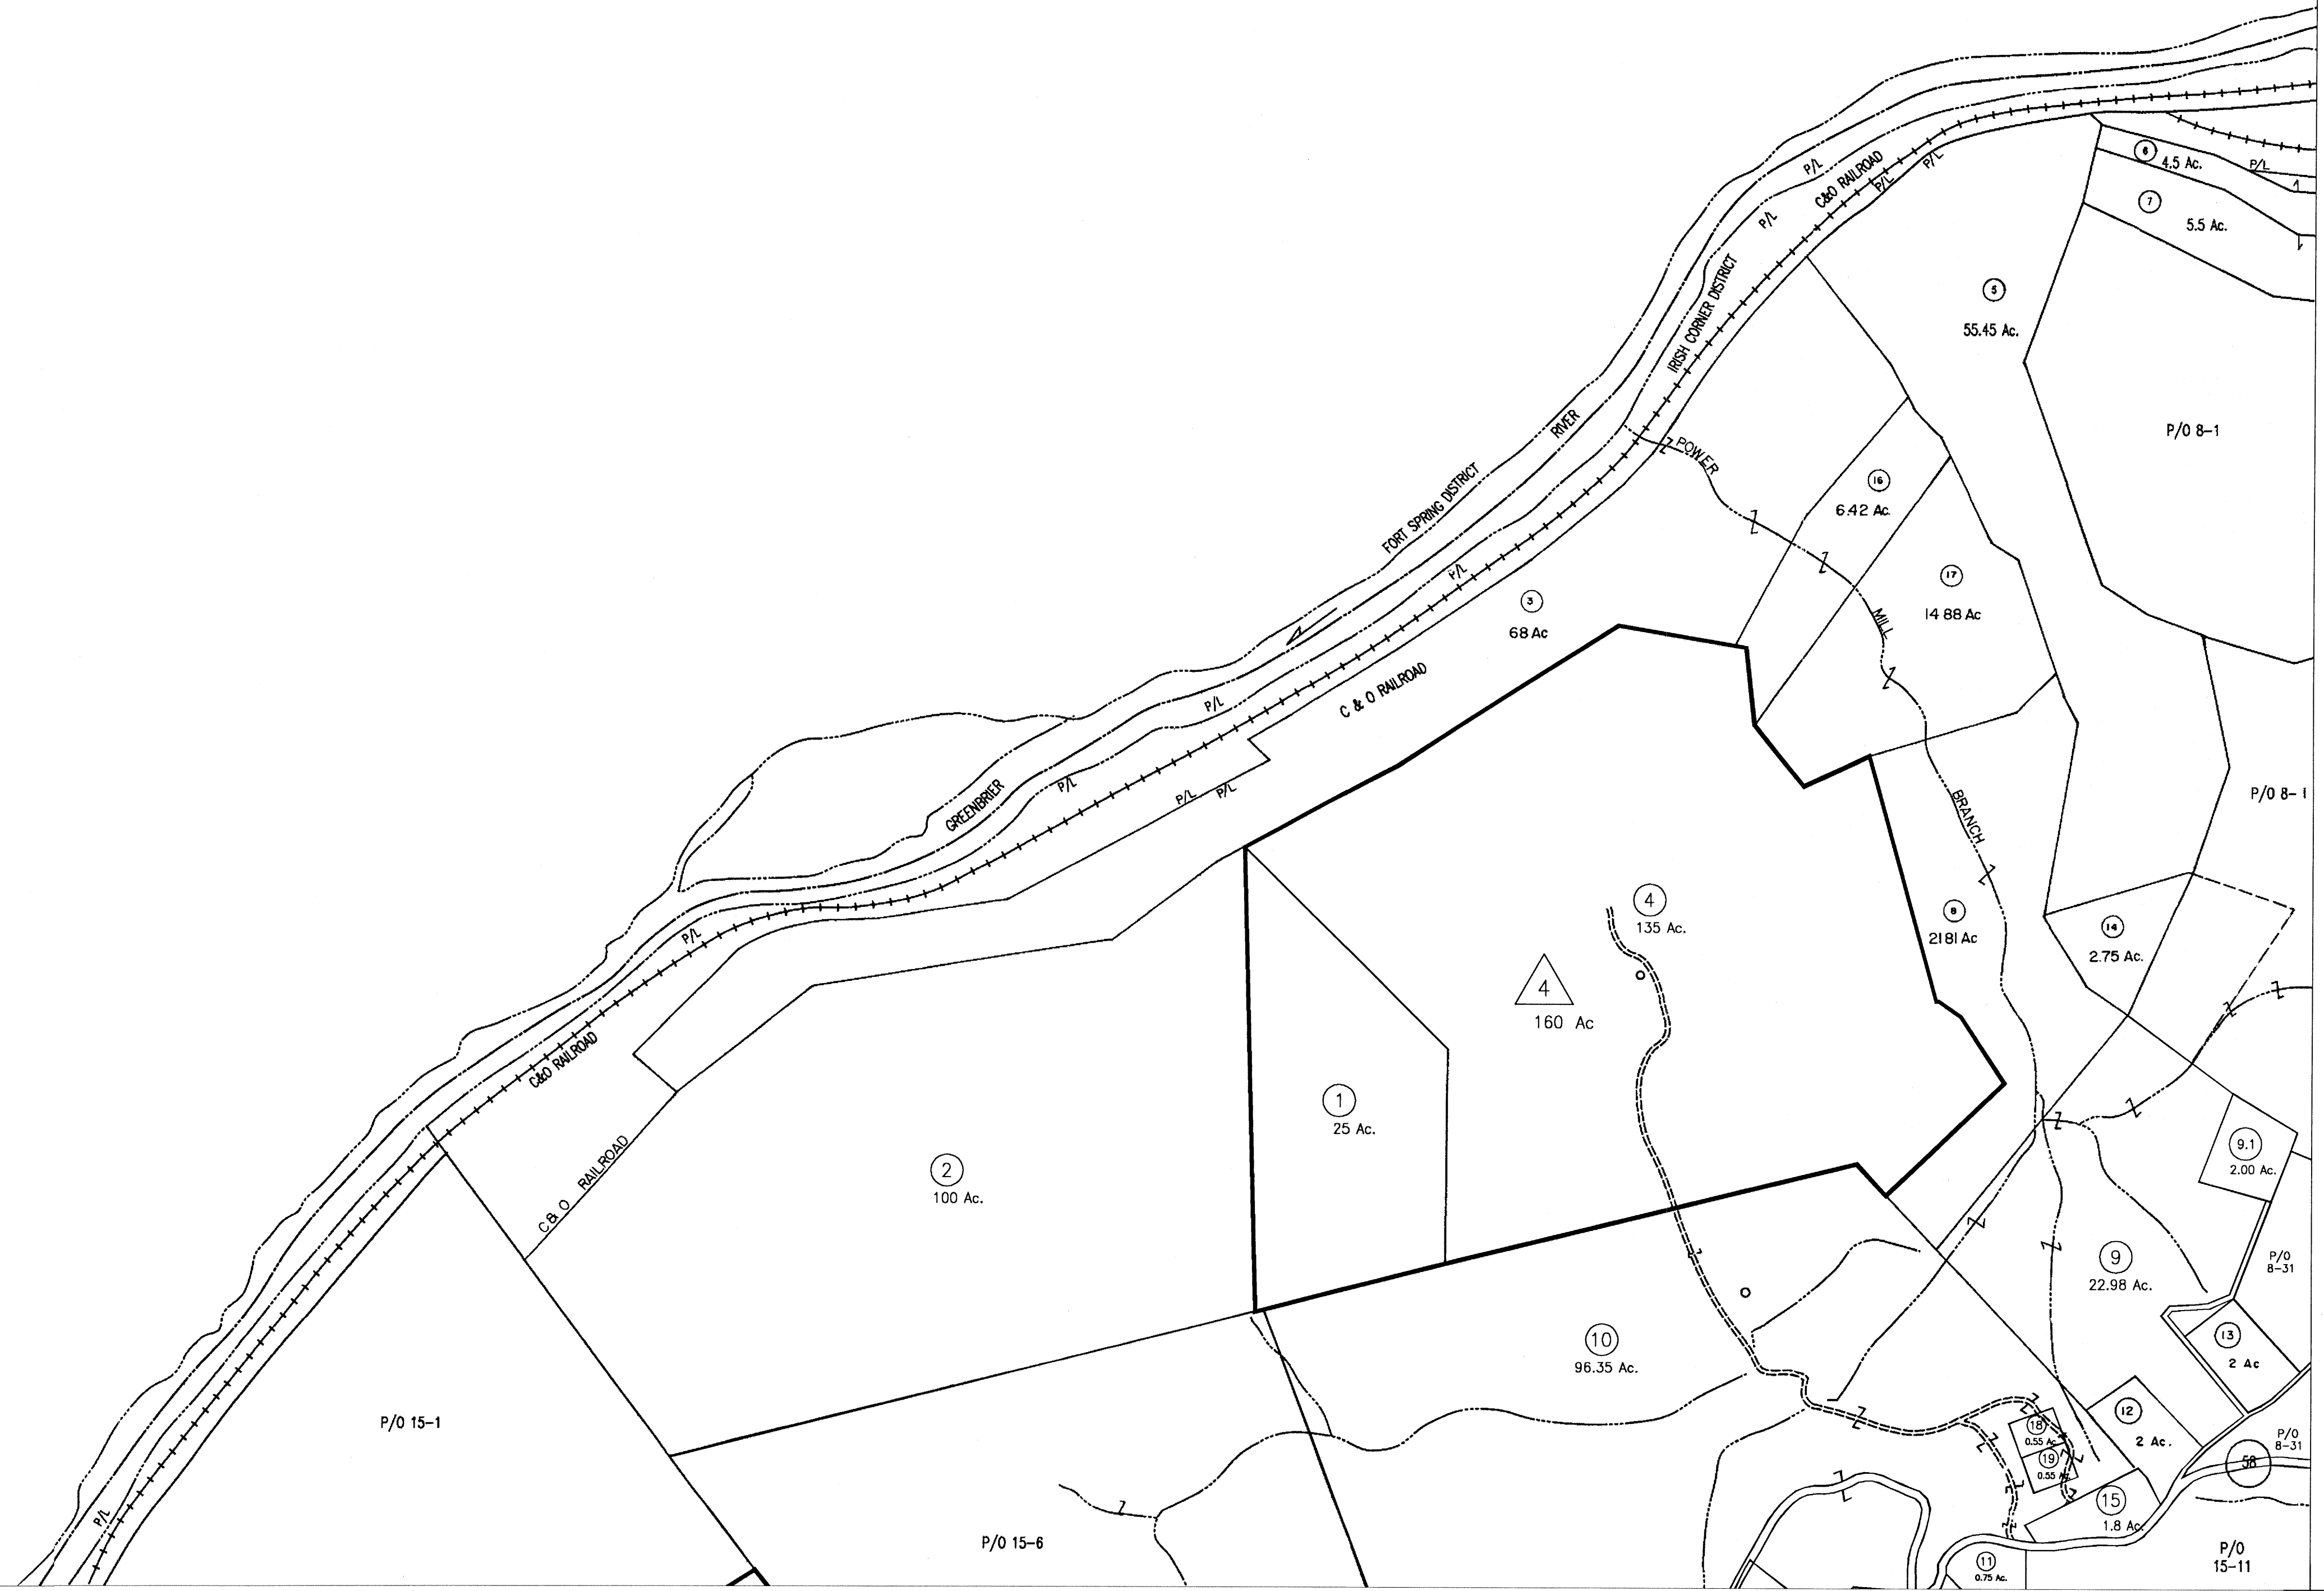 6
4.5 Ac.
P/L
P/L
C&O RAILROAD
P/L
P/L
7
5.5 Ac.
P/L
5
55.45 Ac.
IRISH CORNER DISTRICT
P/O 8-1
RIVER
POWER
16
6.42 Ac.
FORT SPRING DISTRICT
P/L
17
14 88 Ac
3
68 Ac
MILL
C & O RAILROAD
P/L
P/L
P/L
P/L
GREENBRIER
BRANCH
P/O 8-1
4
135 Ac.
8
21 81 Ac
14
2.75 Ac.
P/L
4
160 Ac
C&O RAILROAD
1
25 Ac.
9.1
2.00 Ac.
C & O RAILROAD
2
100 Ac.
9
22.98 Ac.
P/O
8-31
10
96.35 Ac.
13
2 Ac
P/O 15-1
12
2 Ac.
18
0.55 Ac
19
0.55 Ac
P/O
8-31
58
15
1.8 Ac.
P/L
P/O 15-6
11
0.75 Ac.
P/O
15-11